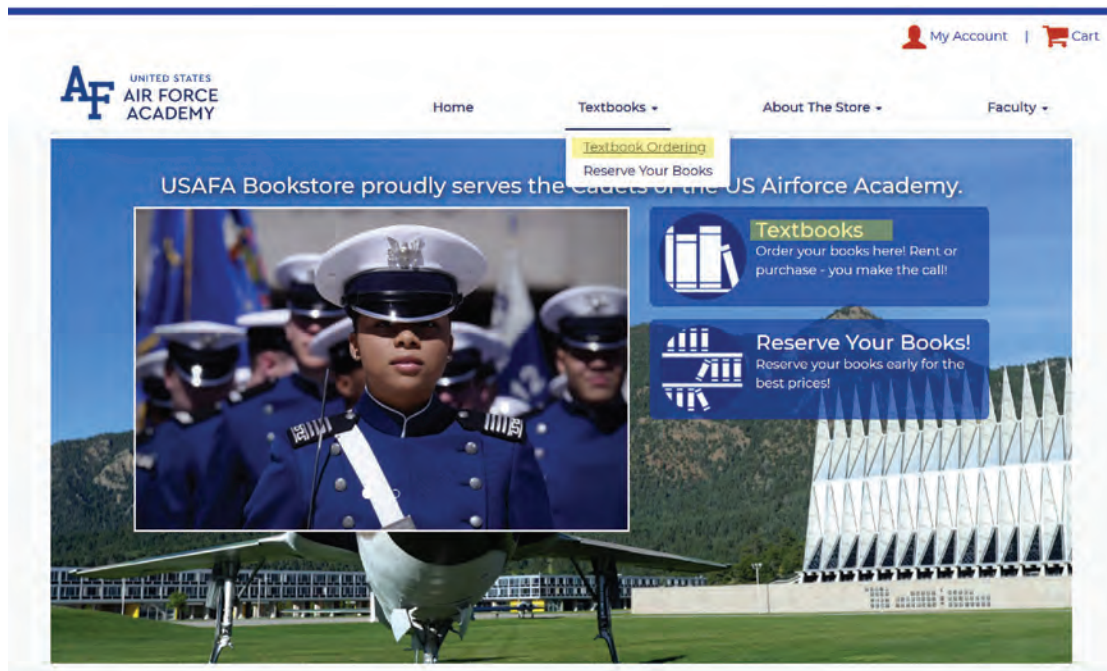 My Account | Cart
UNITED STATES
AIR FORCE
ACADEMY
Home Textbooks About The Store Faculty
Textbook Ordering
Reserve Your Books
USAFA Bookstore proudly serves the Cadets of the US Airforce Academy.
Textbooks
Order your books here! Rent or
purchase - you make the call!
Reserve Your Books!
Reserve your books early for the
best prices!